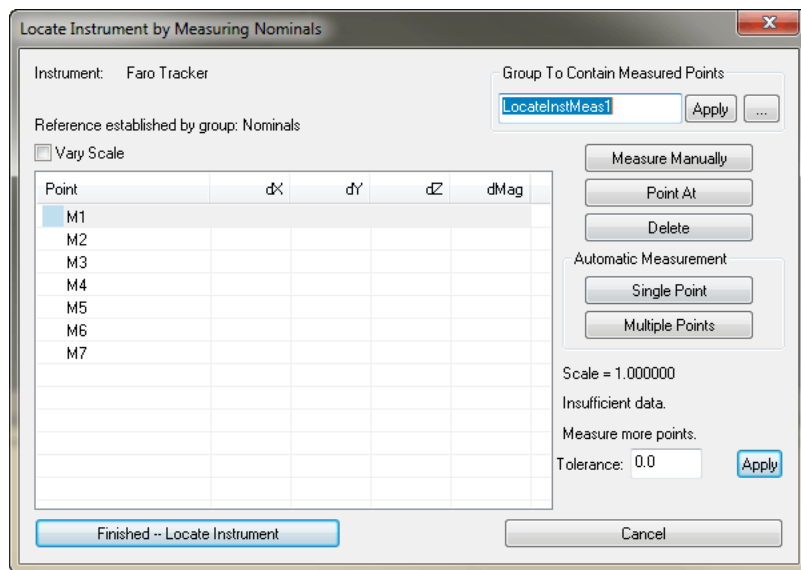 Locate Instrument by Measuring Nominals
Instrument: Faro Tracker
Group To Contain Measured Points
LocateInstMeas1 Apply ...
Reference established by group: Nominals
Vary Scale
Measure Manually
Point dX dY dZ dMag
Point At
M1
Delete
M2
M3
Automatic Measurement
M4
Single Point
M5
M6
Multiple Points
M7
Scale = 1.000000
Insufficient data.
Measure more points.
Tolerance: 0.0 Apply
Finished -- Locate Instrument
Cancel